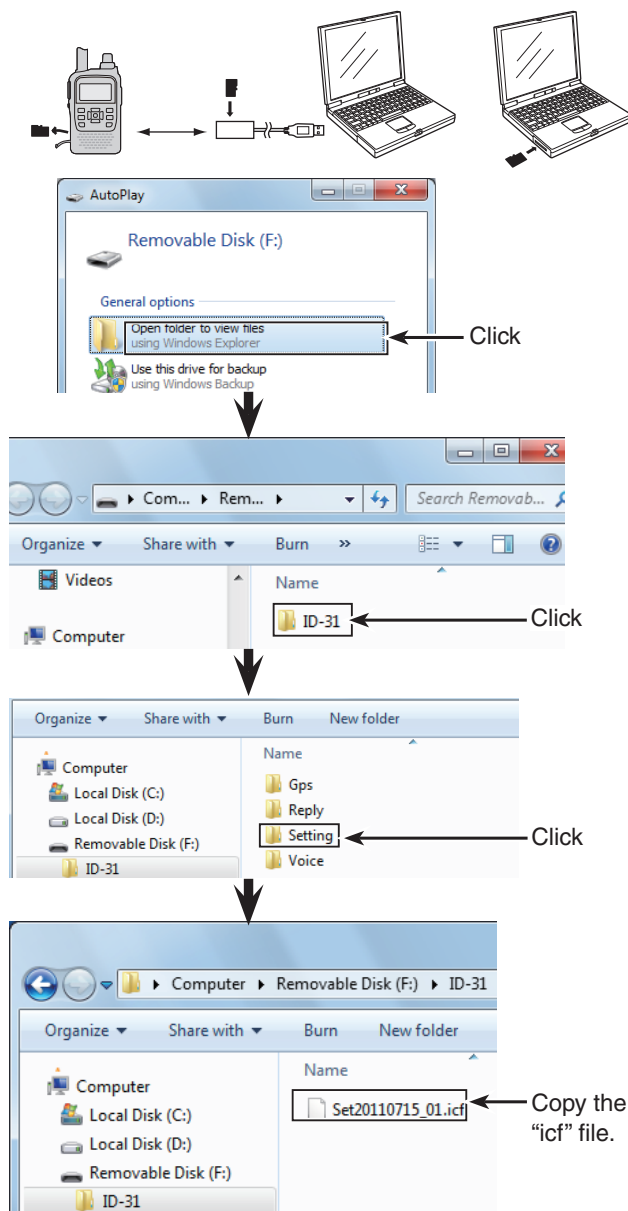 AutoPlay
Removable Disk (F:)
General options
Open folder to view files
using Windows Explorer
Click
Use this drive for backup
using Windows Backup
Com... Rem... Search Removab...
Organize Share with Burn »
Videos
Name
ID-31
Click
Computer
Organize Share with Burn New folder
Name
Computer
Gps
Local Disk (C:)
Reply
Local Disk (D:)
Setting
Click
Removable Disk (F:)
Voice
ID-31
Computer Removable Disk (F:) ID-31
Organize Share with Burn New folder
Name
Computer
Set20110715_01.icf
Copy the
“icf” file.
Local Disk (C:)
Local Disk (D:)
Removable Disk (F:)
ID-31